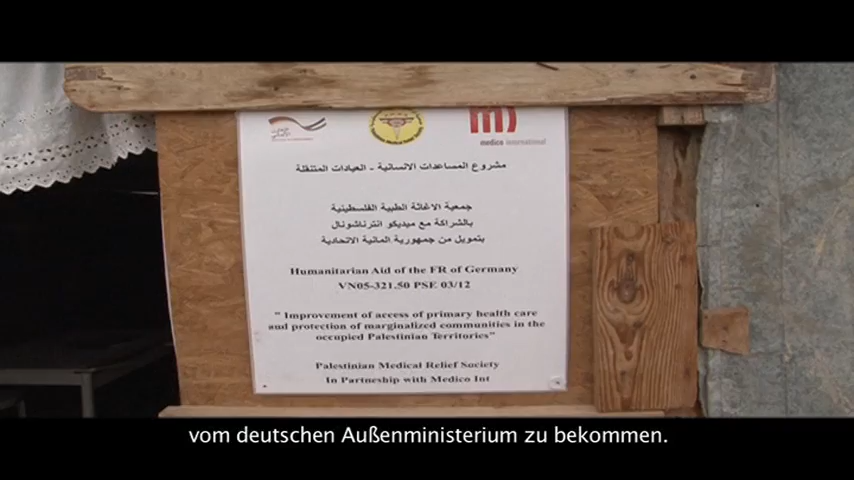 medico international
مشروع المساعدات الانسانية - العيادات المتنقلة
جمعية الاغاثة الطبية الفلسطينية
بالشراكة مع ميديكو انترناشونال
بتمويل من جمهورية المانية الاتحادية
Humanitarian Aid of the FR of Germany
VN05-321.50 PSE 03/12
" Improvement of access of primary health care
and protection of marginalized communities in the
occupied Palestinian Territories"
Palestinian Medical Relief Society
In Partnership with Medico Int
vom deutschen Außenministerium zu bekommen.